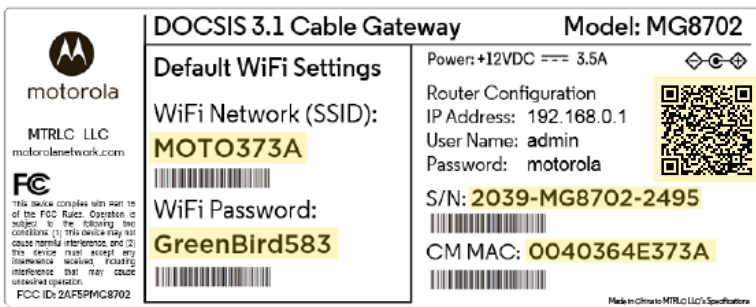 motorola
MTRLC LLC
motorolanetwork.com
FC
This device complies with Part 15
of the FCC Rules. Operation is
subject to the following two
conditions: (1) This device may not
cause harmful interference, and (2)
this device must accept any
interference received, including
interference that may cause
undesired operation.
FCC ID: 2AF5PMG8702
DOCSIS 3.1 Cable Gateway
Model: MG8702
Default WiFi Settings
WiFi Network (SSID):
MOTO373A
WiFi Password:
GreenBird583
Power: +12VDC 3.5A
Router Configuration
IP Address: 192.168.0.1
User Name: admin
Password: motorola
S/N: 2039-MG8702-2495
CM MAC: 0040364E373A
Made in China to MTRLC LLC's Specifications